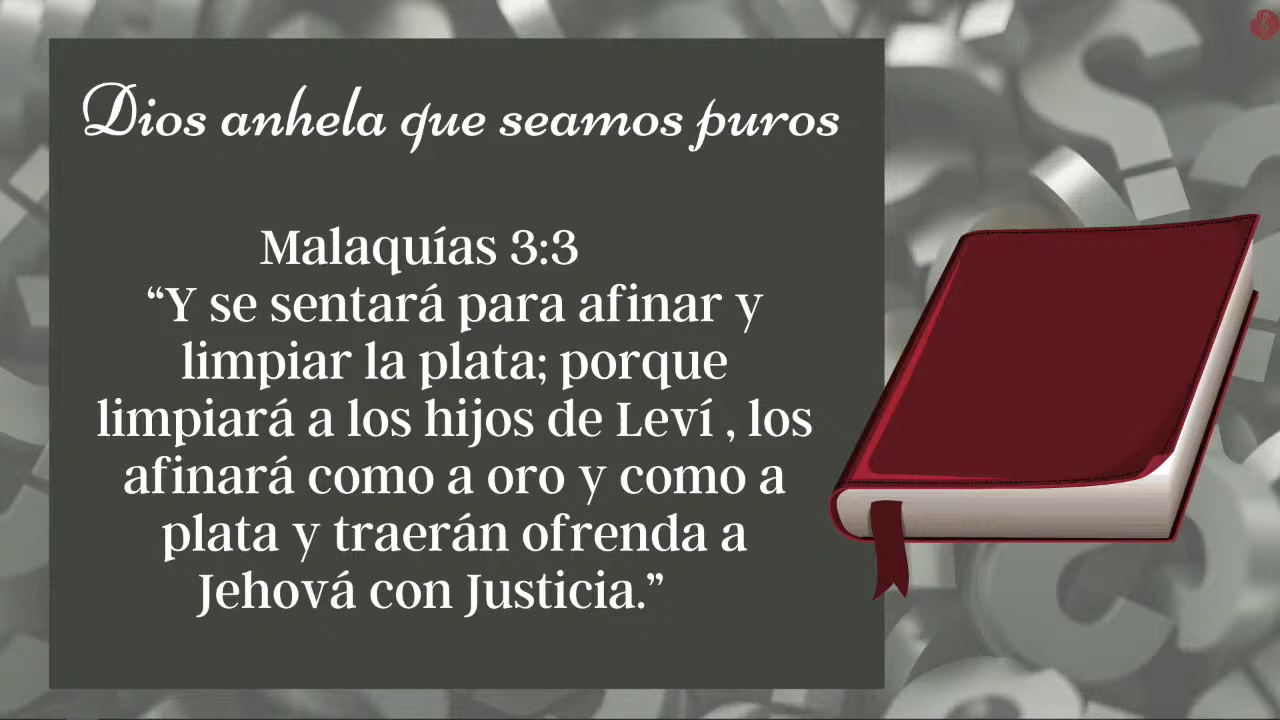 Dios anhela que seamos puros
Malaquías 3:3
“Y se sentará para afinar y
limpiar la plata; porque
limpiará a los hijos de Leví , los
afinará como a oro y como a
plata y traerán ofrenda a
Jehová con Justicia.”